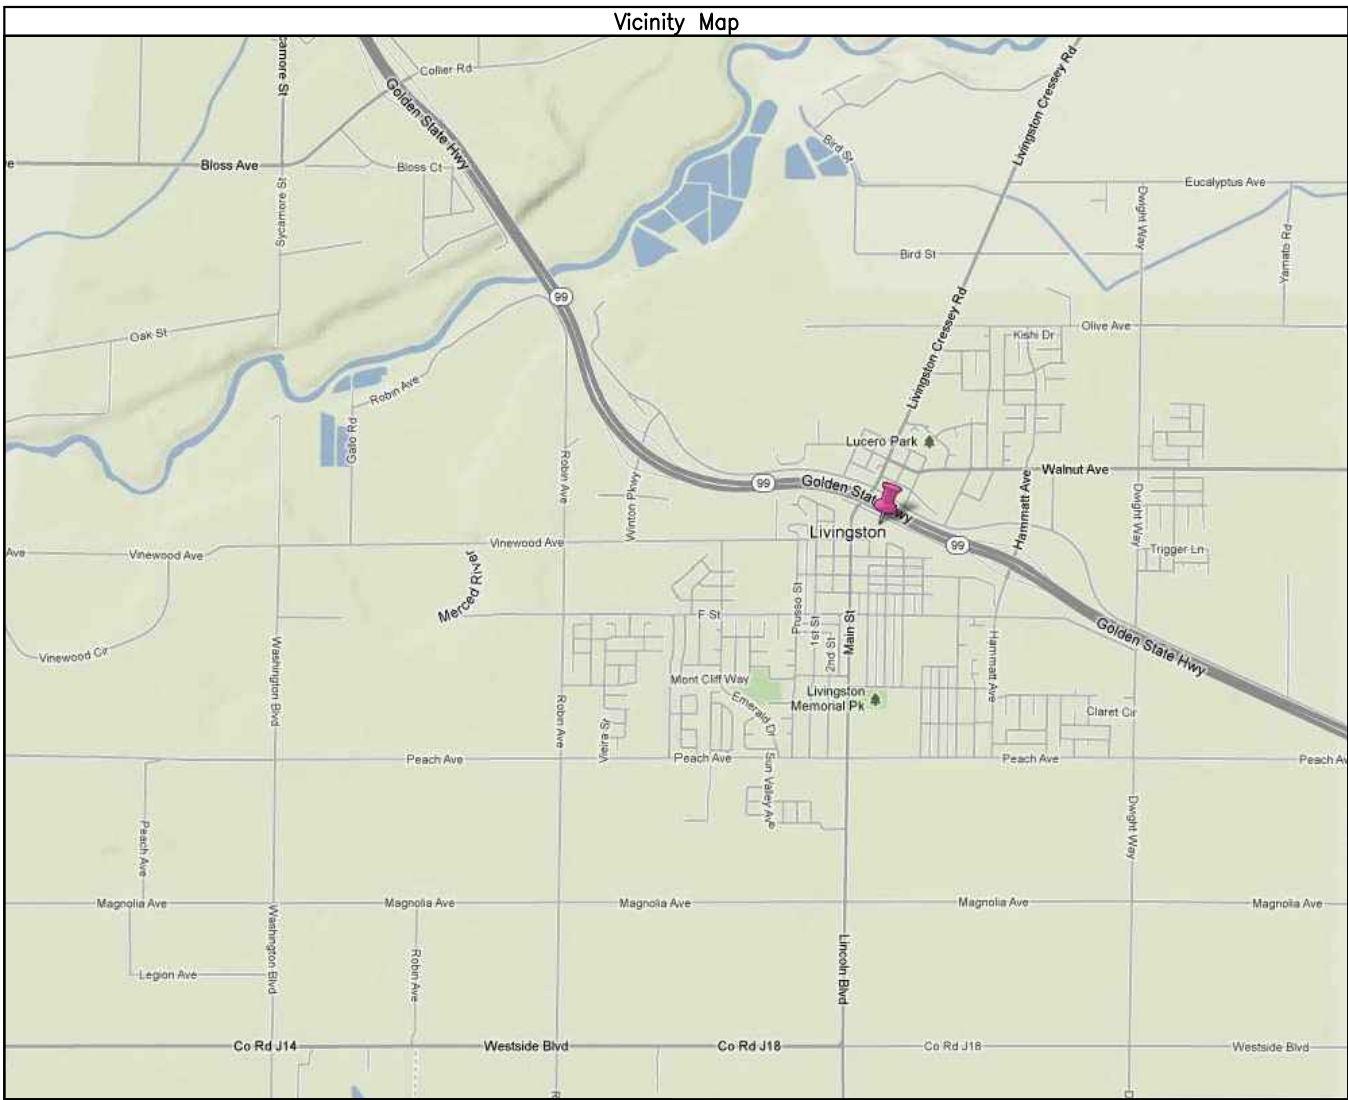 Vicinity Map
camore St
Collier Rd
Golden State Hwy
Livingston Cressey Rd
Bird St
Bloss Ave
Bloss Ct
Eucalyptus Ave
Sycamore St
Dwight Way
Yamato Rd
Bird St
99
Livingston Cressey Rd
Oak St
Olive Ave
Kishi Dr
Robin Ave
Gallo Rd
Lucero Park
Walnut Ave
Robin Ave
Winton Pkwy
99
Golden State Hwy
Hammatt Ave
Dwight Way
Livingston
99
Ave
Vinewood Ave
Vinewood Ave
Trigger Ln
Merced River
F St
Prusso St
1st St
2nd St
Main St
Golden State Hwy
Vinewood Cir
Washington Blvd
Hammatt Ave
Mont Cliff Way
Livingston
Memorial Pk
Emerald Dr
Claret Cir
Robin Ave
Vieira St
Peach Ave
Peach Ave
Sun Valley Ave
Peach Ave
Peach Av
Peach Ave
Dwight Way
Magnolia Ave
Magnolia Ave
Magnolia Ave
Magnolia Ave
Magnolia Ave
Washington Blvd
Legion Ave
Robin Ave
Lincoln Blvd
Co Rd J14
Westside Blvd
Co Rd J18
Co Rd J18
Westside Blvd